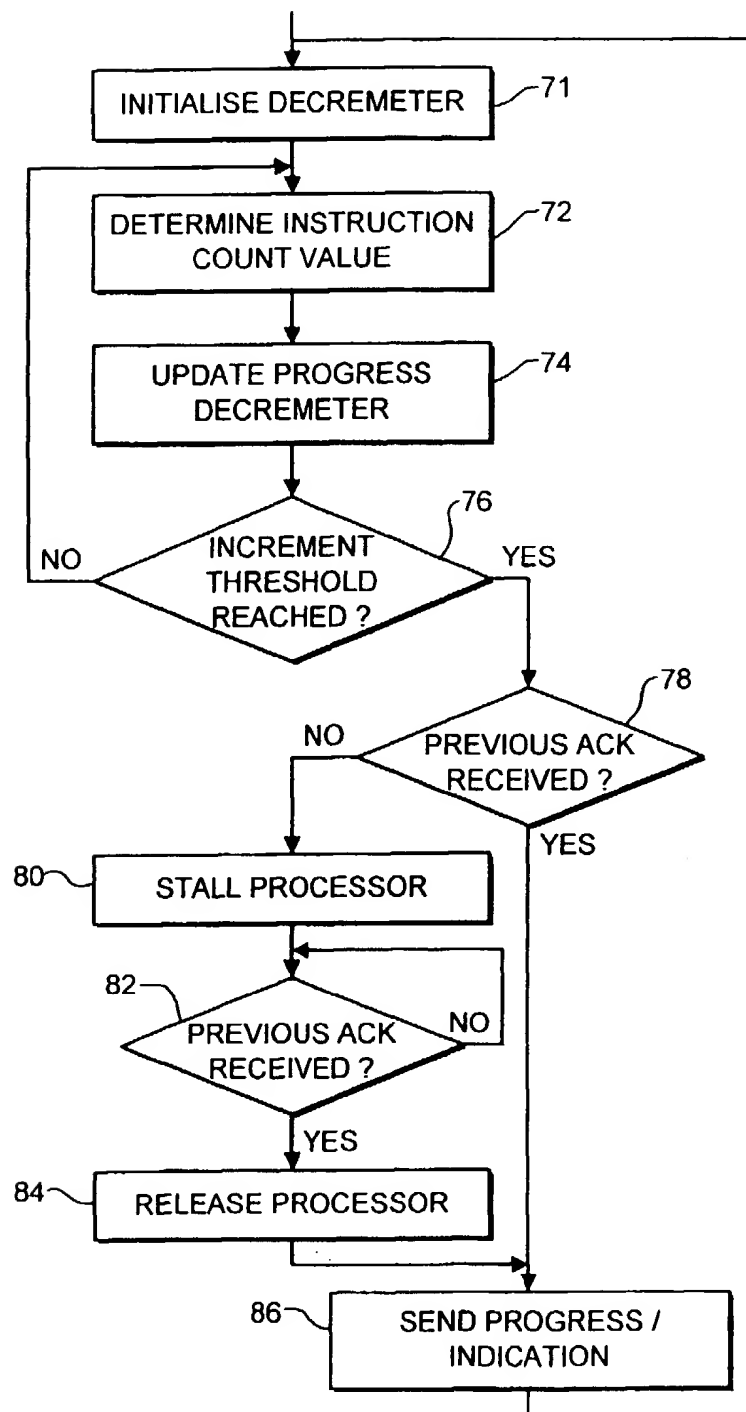 INITIALISE DECREMETER
71
DETERMINE INSTRUCTION
COUNT VALUE
72
UPDATE PROGRESS
DECREMETER
74
76
INCREMENT
THRESHOLD
REACHED ?
NO
YES
78
PREVIOUS ACK
RECEIVED ?
NO
YES
80
STALL PROCESSOR
82
PREVIOUS ACK
RECEIVED ?
NO
YES
84
RELEASE PROCESSOR
86
SEND PROGRESS /
INDICATION